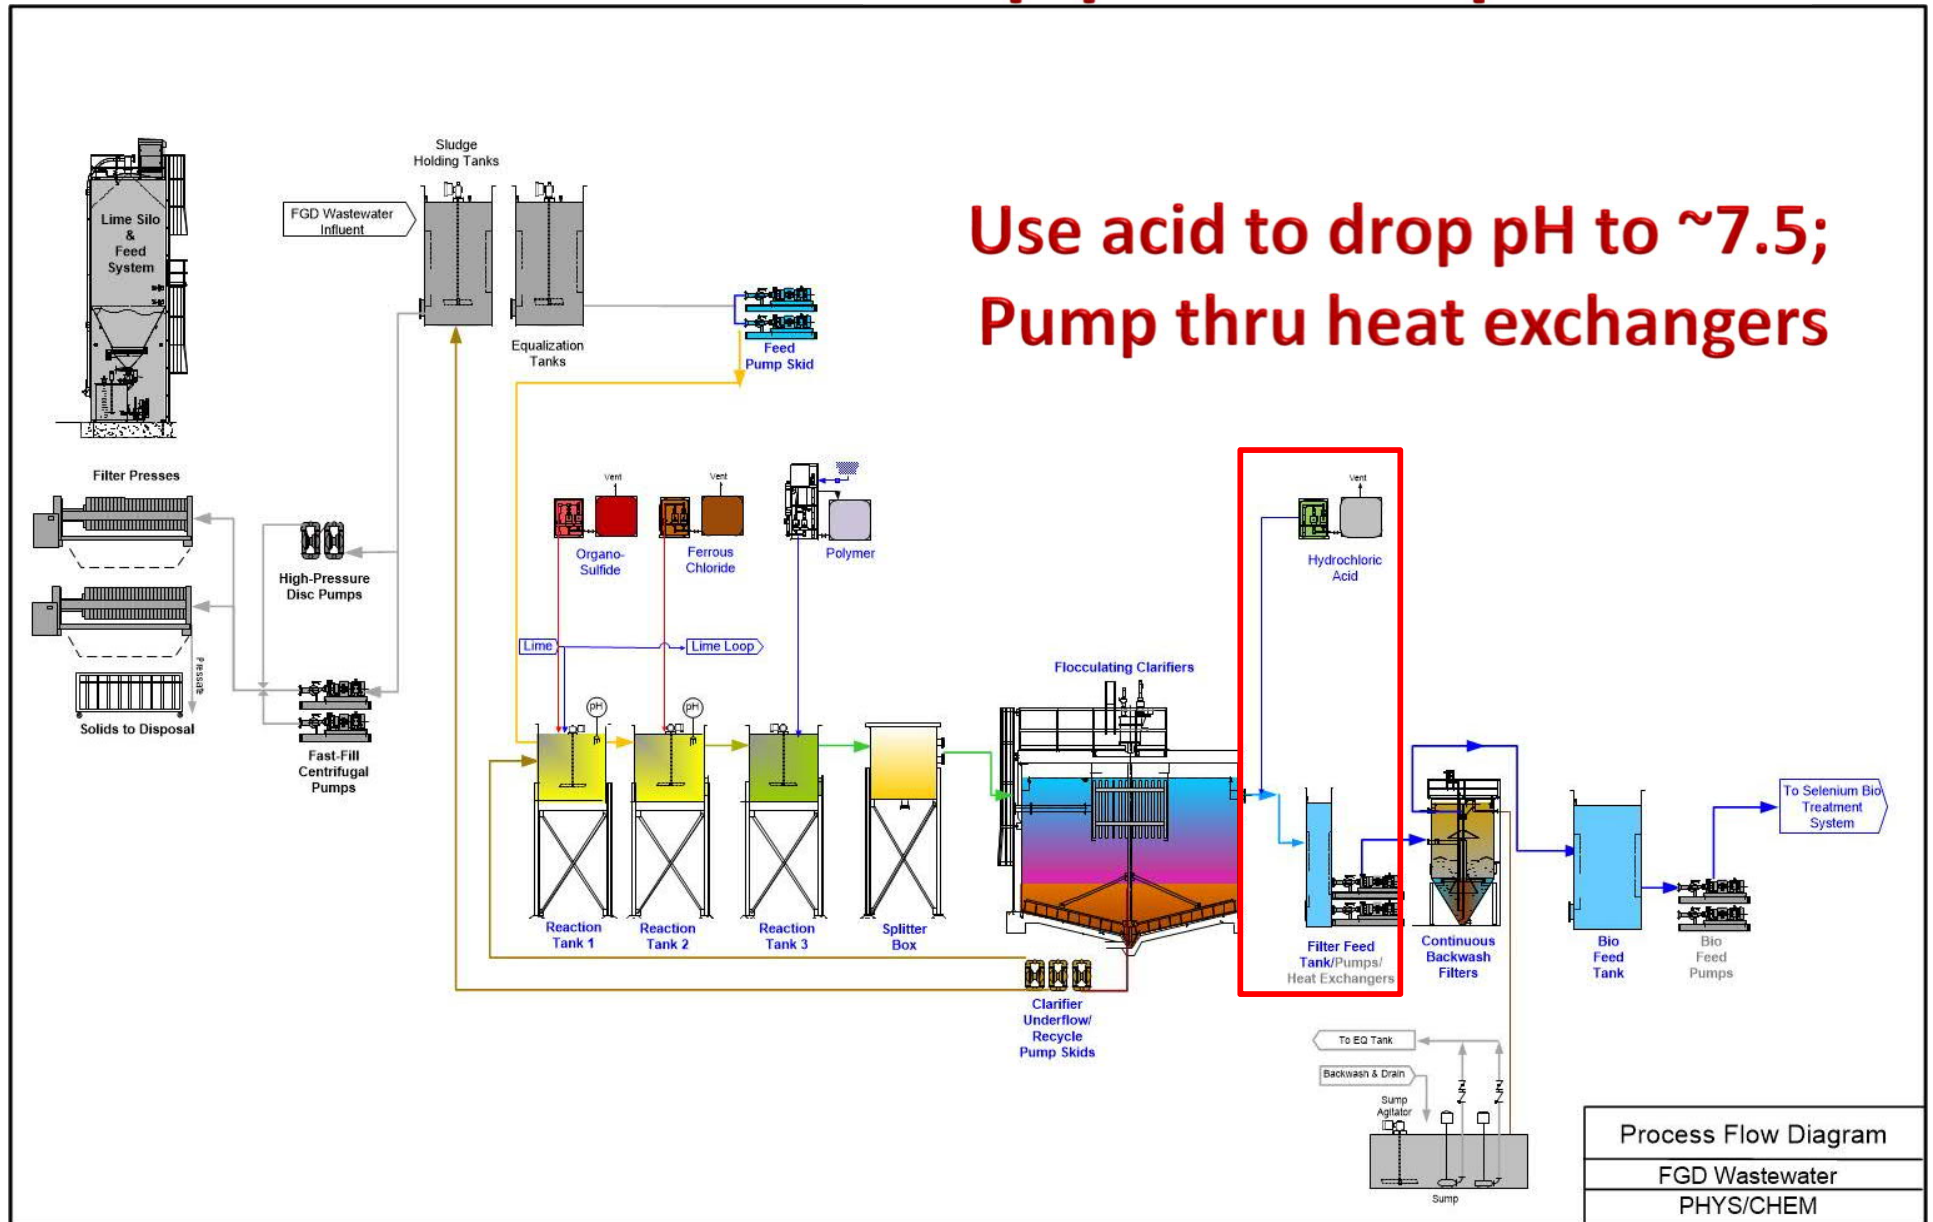 Sludge
Holding Tanks
FGD Wastewater
Influent
Lime Silo
&
Feed
System
Use acid to drop pH to ~7.5;
Pump thru heat exchangers
Equalization
Tanks
Feed
Pump Skid
Filter Presses
Vent
Vent
Vent
Organo-
Sulfide
Ferrous
Chloride
Polymer
Hydrochloric
Acid
High-Pressure
Disc Pumps
Lime
Lime Loop
Pressate
Flocculating Clarifiers
pH
pH
Solids to Disposal
Fast-Fill
Centrifugal
Pumps
To Selenium Bio
Treatment
System
Reaction
Tank 1
Reaction
Tank 2
Reaction
Tank 3
Splitter
Box
Filter Feed
Tank/Pumps/
Heat Exchangers
Continuous
Backwash
Filters
Bio
Feed
Tank
Bio
Feed
Pumps
Clarifier
Underflow/
Recycle
Pump Skids
To EQ Tank
Backwash & Drain
Sump
Agitator
Sump
Process Flow Diagram
FGD Wastewater
PHYS/CHEM